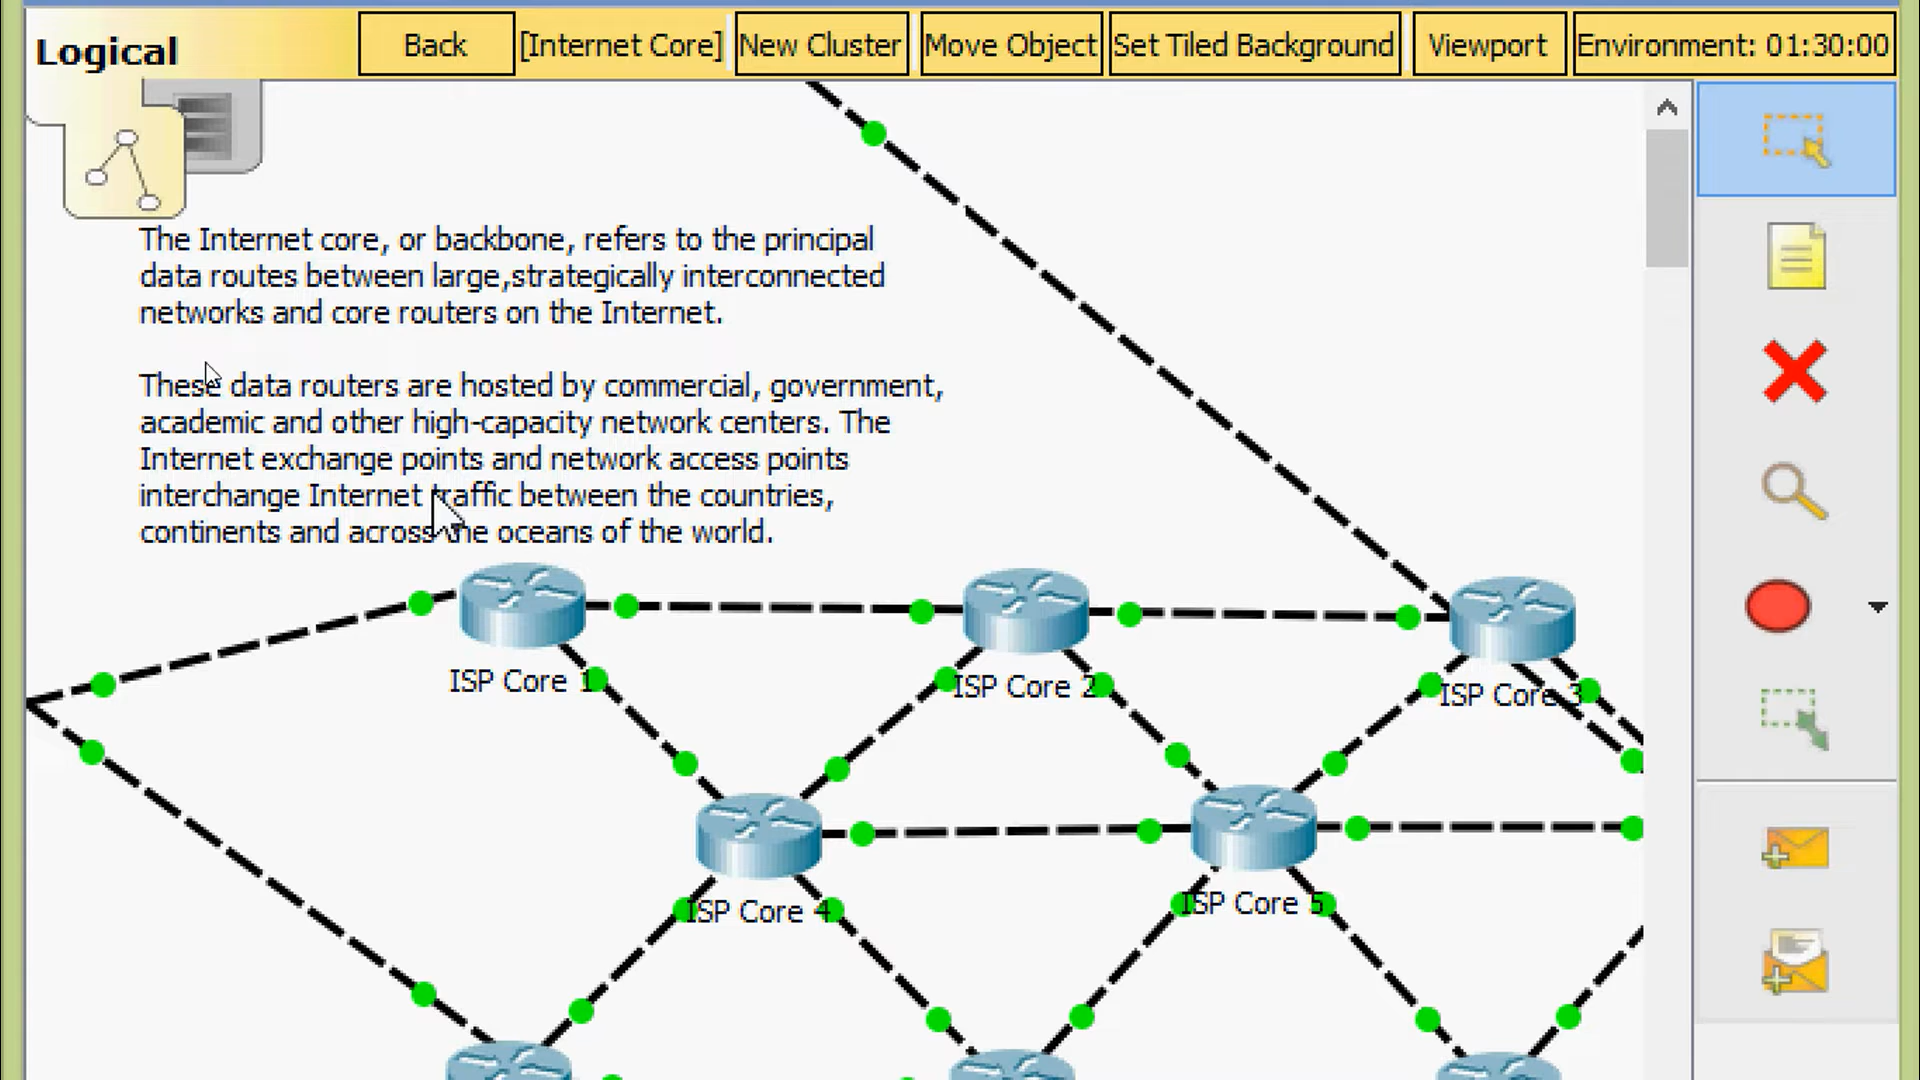 Logical
Back
[Internet Core]
New Cluster
Move Object
Set Tiled Background
Viewport
Environment: 01:30:00
The Internet core, or backbone, refers to the principal
data routes between large,strategically interconnected
networks and core routers on the Internet.
These data routers are hosted by commercial, government,
academic and other high-capacity network centers. The
Internet exchange points and network access points
interchange Internet traffic between the countries,
continents and across the oceans of the world.
ISP Core 1
ISP Core 2
ISP Core 3
ISP Core 4
ISP Core 5